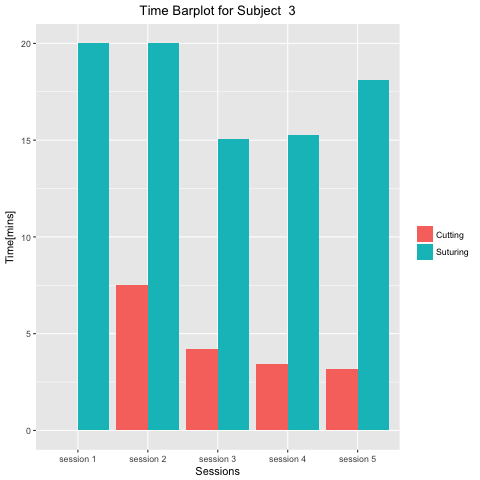 Time Barplot for Subject  3
Time[mins]
20
15
10
5
0
session 1
session 2
session 3
session 4
session 5
Sessions
Cutting
Suturing